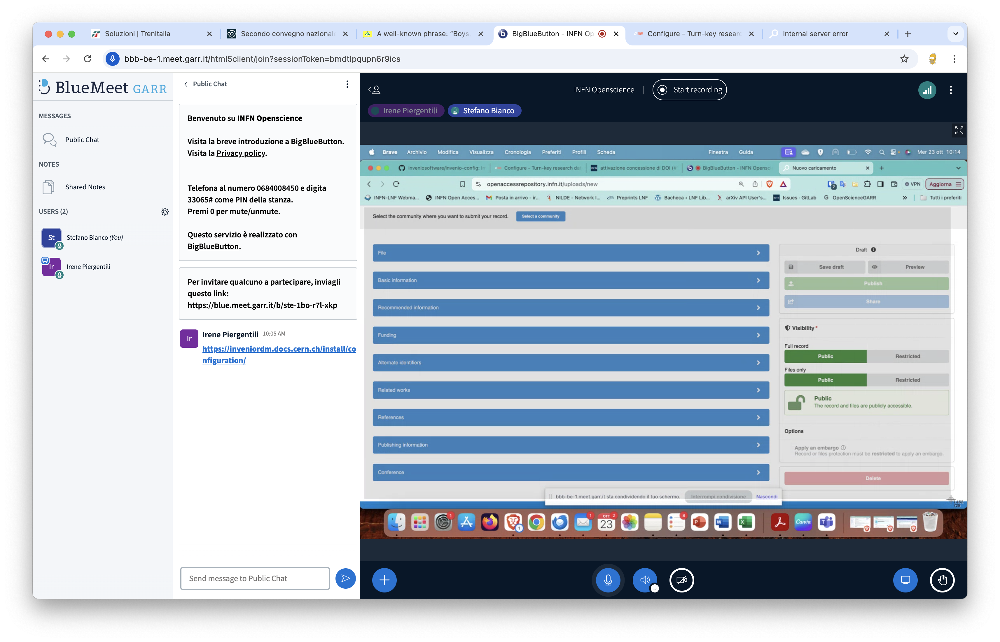 Soluzioni | Trenitalia
Secondo convegno nazionale
A well-known phrase: “Boys,
BigBlueButton - INFN Op
Configure - Turn-key researc
Internal server error
bbb-be-1.meet.garr.it/html5client/join?sessionToken=bmdtlpqupn6r9ics
BlueMeet GARR
MESSAGES
Public Chat
NOTES
Shared Notes
USERS (2)
St
Stefano Bianco (You)
Ir
Irene Piergentili
Public Chat
Benvenuto su INFN Openscience
Visita la breve introduzione a BigBlueButton.
Visita la Privacy policy.
Telefona al numero 0684008450 e digita
33065# come PIN della stanza.
Premi 0 per mute/unmute.
Questo servizio è realizzato con
BigBlueButton.
Per invitare qualcuno a partecipare, inviagli
questo link:
https://blue.meet.garr.it/b/ste-1bo-r7l-xkp
Ir
Irene Piergentili 10:05 AM
https://inveniordm.docs.cern.ch/install/co
nfiguration/
Send message to Public Chat
INFN Openscience
Start recording
Irene Piergentili
Stefano Bianco
Brave Archivio Modifica Visualizza Cronologia Preferiti Profili Scheda Finestra Guida Mer 23 ott 10:14
inveniosoftware/invenio-config: In
Configure - Turn-key research dat
attivazione concessione di DOI (#
BigBlueButton - INFN Opensci
Nuovo caricamento
openaccessrepository.infn.it/uploads/new
7
VPN
Aggiorna
INFN-LNF Webma...
INFN Open Acces...
Posta in arrivo - ir...
NILDE - Network I...
Preprints LNF
Bacheca ‹ LNF Lib...
arXiv API User's...
Issues · GitLab
OpenScienceGARR
Tutti i preferiti
Select the community where you want to submit your record.
Select a community
File
Basic information
Recommended information
Funding
Alternate identifiers
Related works
References
Publishing information
Conference
Draft
Save draft
Preview
Publish
Share
Visibility *
Full record
Public
Restricted
Files only
Public
Restricted
Public
The record and files are publicly accessible.
Options
Apply an embargo
Record or files protection must be restricted to apply an embargo.
Delete
bbb-be-1.meet.garr.it sta condividendo il tuo schermo.
Interrompi condivisione
Nascondi
1462
729
1
1
1
OTT
2
23
8
Canva